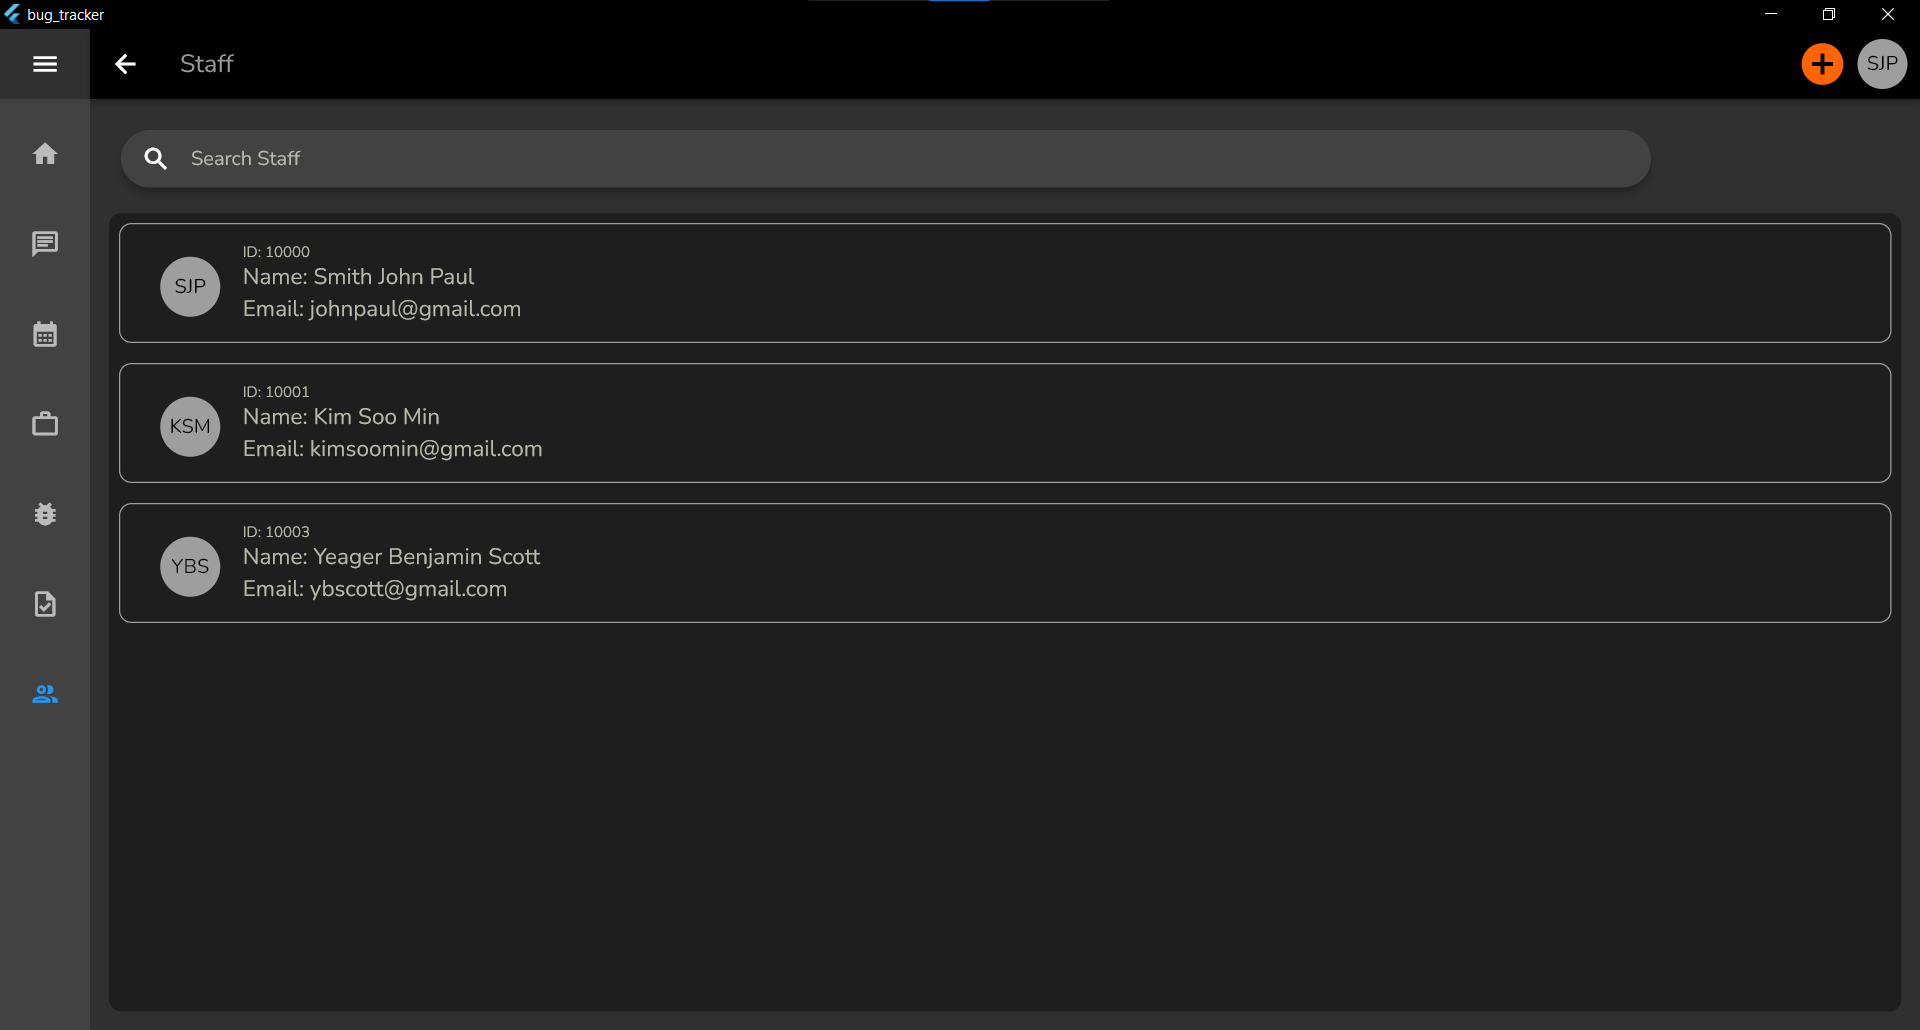 bug_tracker
Staff
SJP
Search Staff
SJP
ID: 10000
Name: Smith John Paul
Email: johnpaul@gmail.com
KSM
ID: 10001
Name: Kim Soo Min
Email: kimsoomin@gmail.com
YBS
ID: 10003
Name: Yeager Benjamin Scott
Email: ybscott@gmail.com